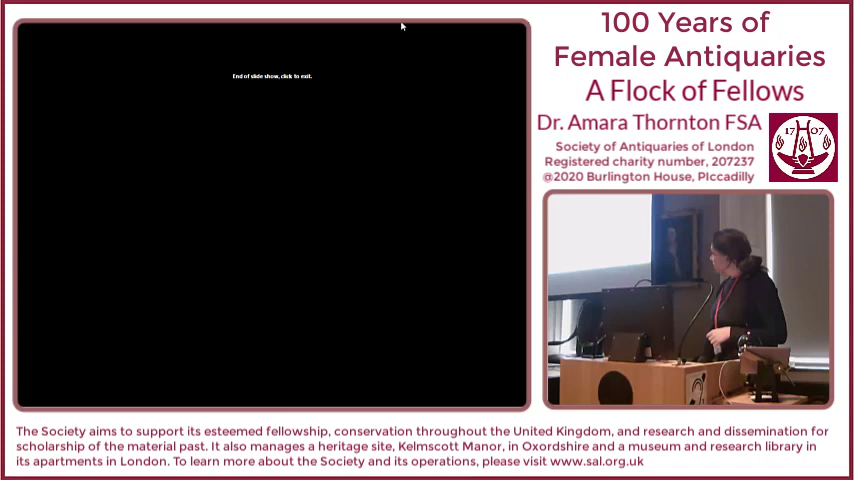 End of slide show, click to exit.
100 Years of
Female Antiquaries
A Flock of Fellows
Dr. Amara Thornton FSA
Society of Antiquaries of London
Registered charity number, 207237
@2020 Burlington House, PIccadilly
17 07
The Society aims to support its esteemed fellowship, conservation throughout the United Kingdom, and research and dissemination for
scholarship of the material past. It also manages a heritage site, Kelmscott Manor, in Oxordshire and a museum and research library in
its apartments in London. To learn more about the Society and its operations, please visit www.sal.org.uk